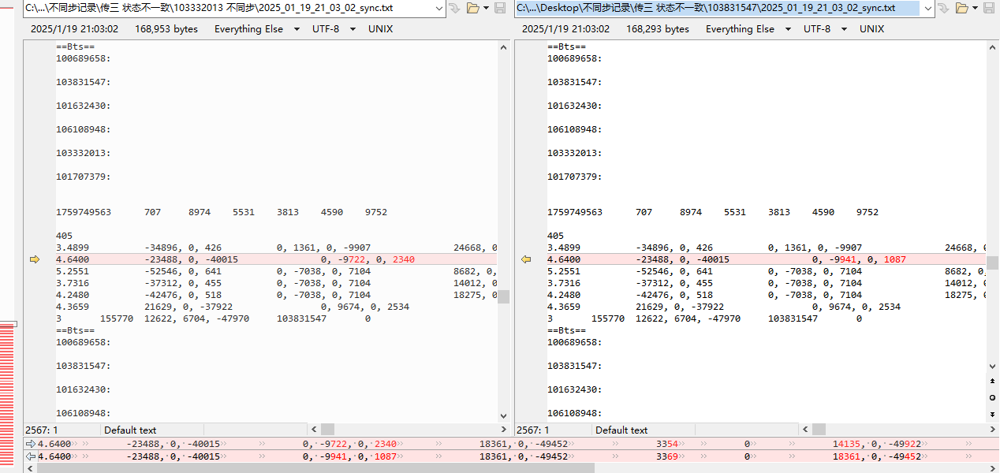 C:\...\不同步记录\传三 状态不一致\103332013 不同步\2025_01_19_21_03_02_sync.txt
2025/1/19 21:03:02 168,953 bytes Everything Else UTF-8 UNIX
==Bts==
100689658:
103831547:
101632430:
106108948:
103332013:
101707379:
1759749563 707 8974 5531 3813 4590 9752
405
3.4899 -34896, 0, 426 0, 1361, 0, -9907 24668, 0
4.6400 -23488, 0, -40015 0, -9722, 0, 2340
5.2551 -52546, 0, 641 0, -7038, 0, 7104 8682, 0,
3.7316 -37312, 0, 455 0, -7038, 0, 7104 14012, 0
4.2480 -42476, 0, 518 0, -7038, 0, 7104 18275, 0
4.3659 21629, 0, -37922 0, 9674, 0, 2534
3 155770 12622, 6704, -47970 103831547 0
==Bts==
100689658:
103831547:
101632430:
106108948:
2567: 1 Default text
C:\...\Desktop\不同步记录\传三 状态不一致\103831547\2025_01_19_21_03_02_sync.txt
2025/1/19 21:03:02 168,293 bytes Everything Else UTF-8 UNIX
==Bts==
100689658:
103831547:
101632430:
106108948:
103332013:
101707379:
1759749563 707 8974 5531 3813 4590 9752
405
3.4899 -34896, 0, 426 0, 1361, 0, -9907 24668, 0
4.6400 -23488, 0, -40015 0, -9941, 0, 1087
5.2551 -52546, 0, 641 0, -7038, 0, 7104 8682, 0,
3.7316 -37312, 0, 455 0, -7038, 0, 7104 14012, 0
4.2480 -42476, 0, 518 0, -7038, 0, 7104 18275, 0
4.3659 21629, 0, -37922 0, 9674, 0, 2534
3 155770 12622, 6704, -47970 103831547 0
==Bts==
100689658:
103831547:
101632430:
106108948:
2567: 1 Default text
4.6400 -23488, 0, -40015 0, -9722, 0, 2340 18361, 0, -49452 3354 0 14135, 0, -49922
4.6400 -23488, 0, -40015 0, -9941, 0, 1087 18361, 0, -49452 3369 0 18361, 0, -49452